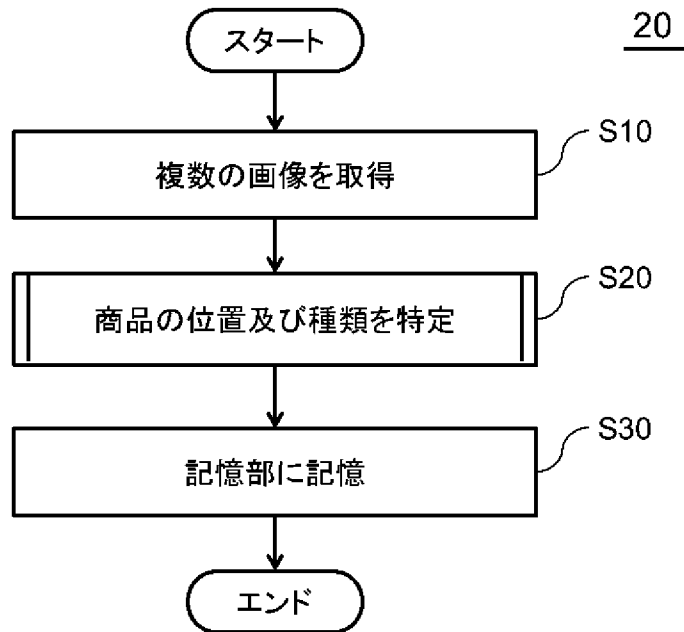 20
スタート
複数の画像を取得
S10
商品の位置及び種類を特定
S20
記憶部に記憶
S30
エンド